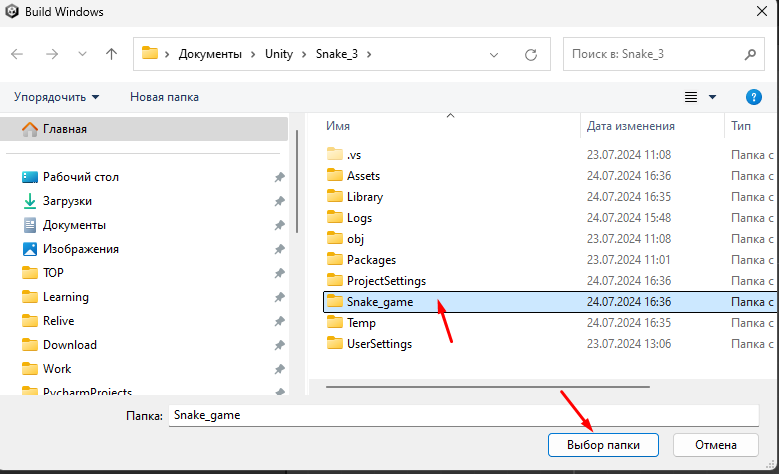 Build Windows
Документы > Unity > Snake_3 >
Поиск в: Snake_3
Упорядочить
Новая папка
?
Главная
Рабочий стол
Загрузки
Документы
Изображения
TOP
Learning
Relive
Download
Work
PycharmProjects
Имя Дата изменения Тип
.vs 23.07.2024 11:08 Папка с
Assets 24.07.2024 16:36 Папка с
Library 24.07.2024 16:35 Папка с
Logs 24.07.2024 15:48 Папка с
obj 23.07.2024 11:08 Папка с
Packages 23.07.2024 11:01 Папка с
ProjectSettings 24.07.2024 16:36 Папка с
Snake_game 24.07.2024 16:36 Папка с
Temp 24.07.2024 16:35 Папка с
UserSettings 23.07.2024 13:06 Папка с
Папка: Snake_game
Выбор папки
Отмена